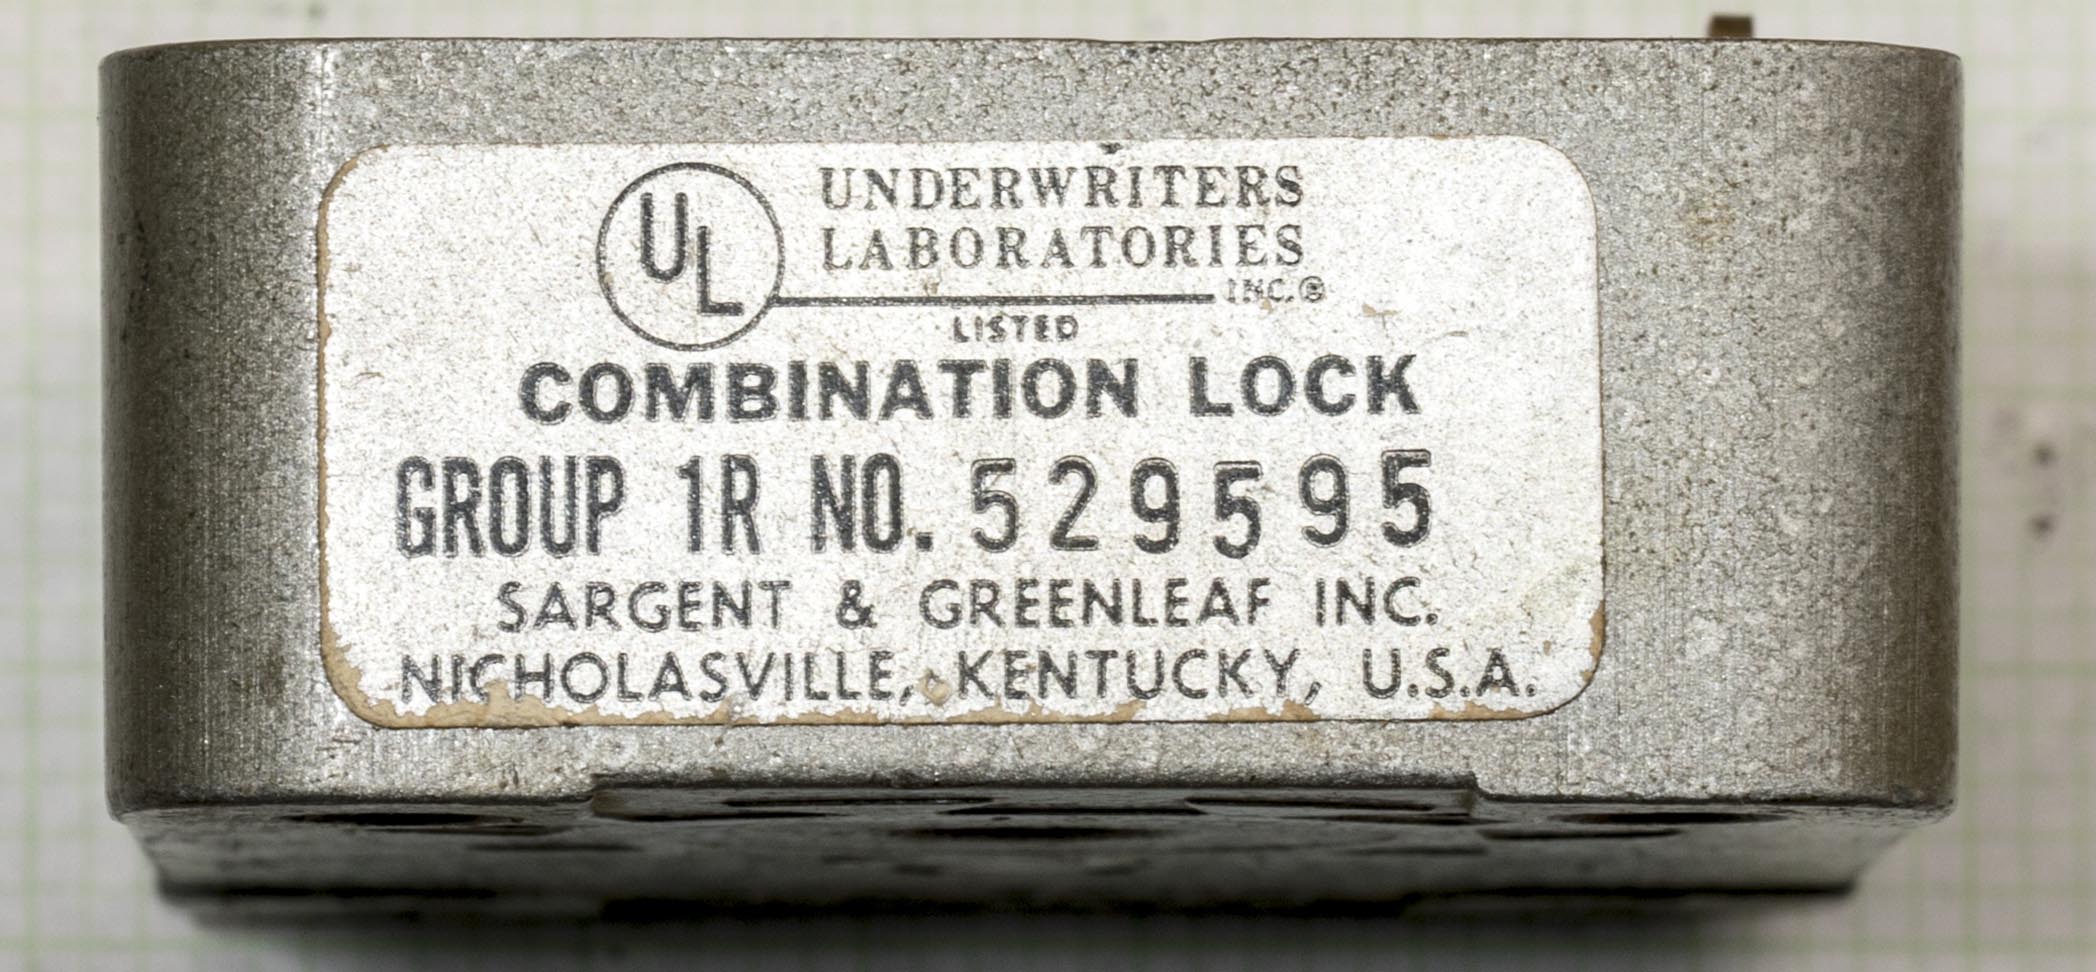 UL UNDERWRITERS
LABORATORIES
INC.®
LISTED
COMBINATION LOCK
GROUP 1R NO. 529595
SARGENT & GREENLEAF INC.
NICHOLASVILLE, KENTUCKY, U.S.A.